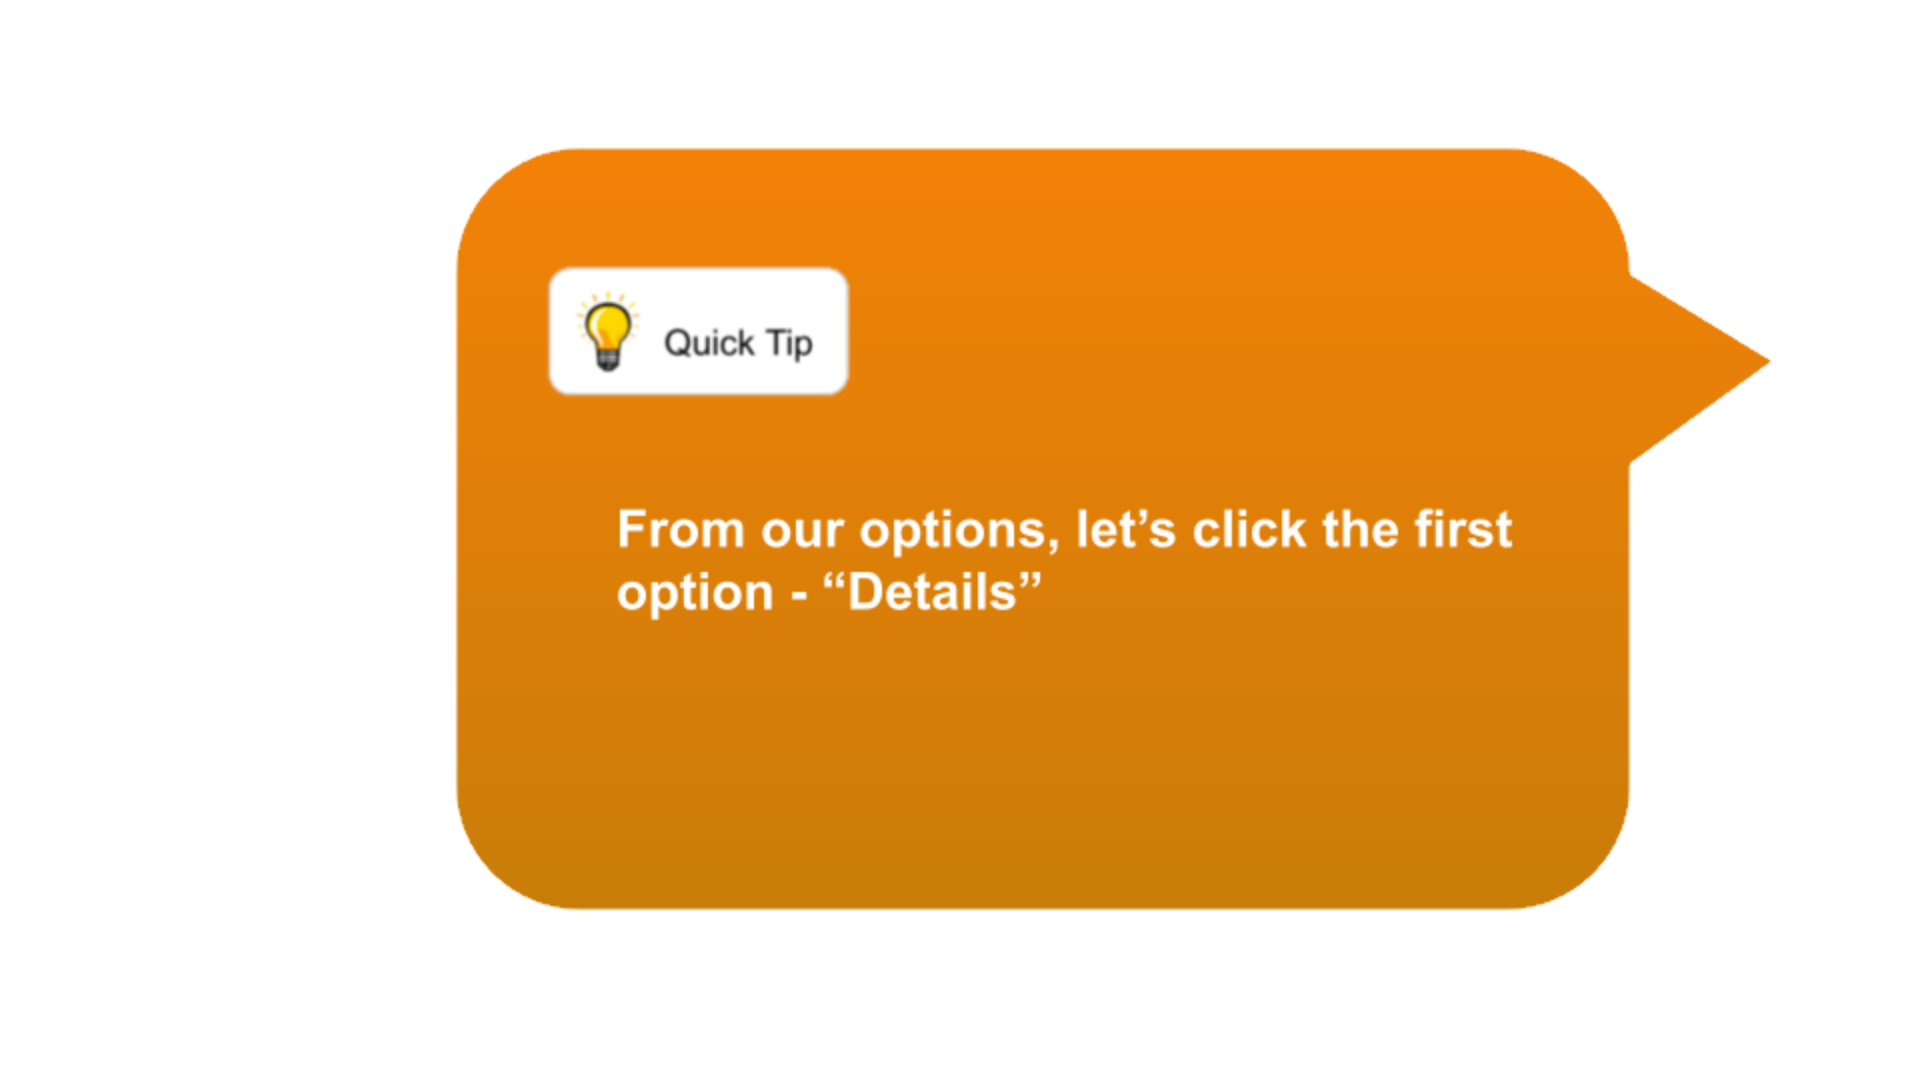 Quick Tip
From our options, let’s click the first
option - “Details”